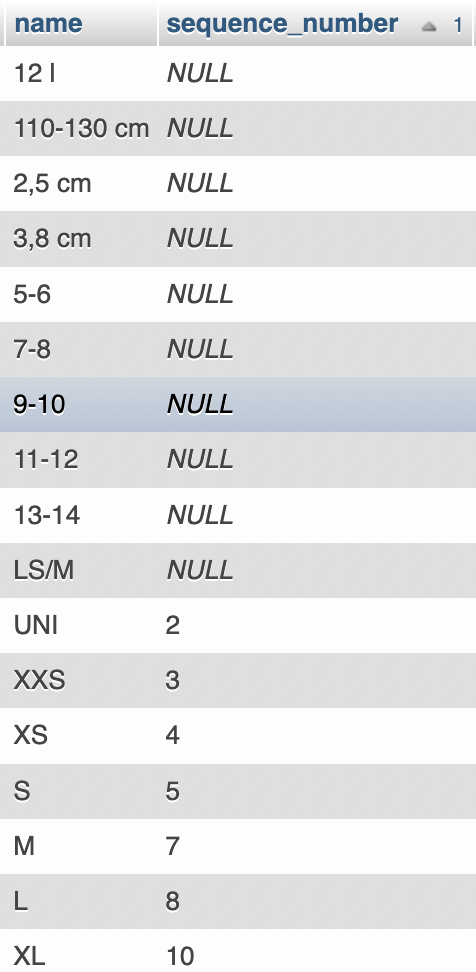 name sequence_number 1
12 l NULL
110-130 cm NULL
2,5 cm NULL
3,8 cm NULL
5-6 NULL
7-8 NULL
9-10 NULL
11-12 NULL
13-14 NULL
LS/M NULL
UNI 2
XXS 3
XS 4
S 5
M 7
L 8
XL 10